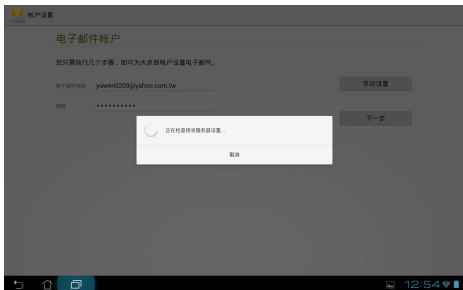 帐户设置
电子邮件帐户
您只需执行几个步骤，即可为大多数帐户设置电子邮件。
电子邮件地址 yuwen0200@yahoo.com.tw
手动设置
密码 ••••••••••
下一步
正在检查接收服务器设置...
取消
12:54